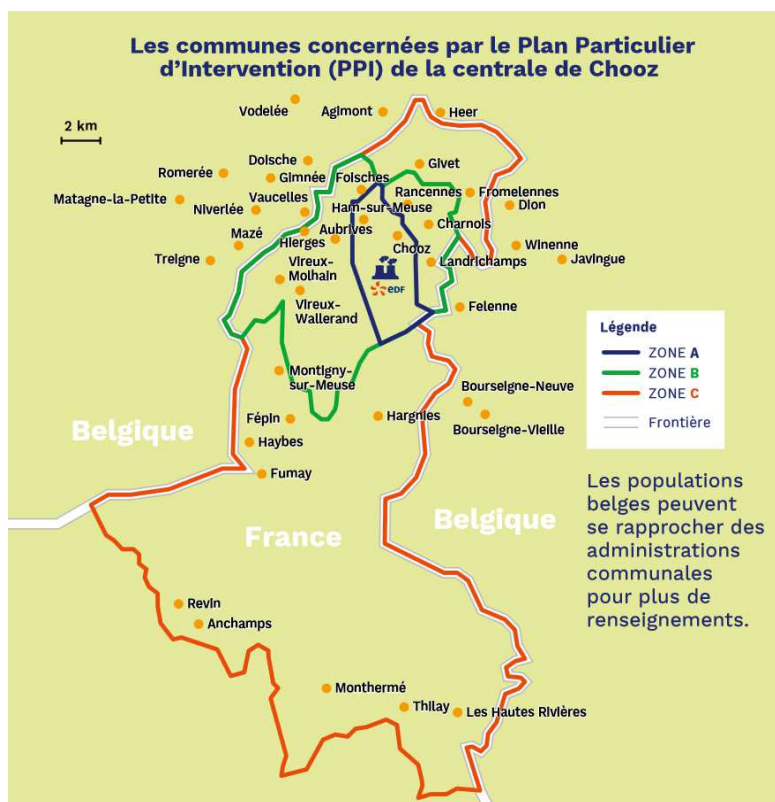 Les communes concernées par le Plan Particulier
d'Intervention (PPI) de la centrale de Chooz
2 km
Vodelée
Agimont
Heer
Doische
Givet
Romerée
Gimnée
Foisches
Rancennes
Fromelennes
Matagne-la-Petite
Niverlée
Vaucelles
Ham-sur-Meuse
Dion
Mazé
Hierges
Aubrives
Charnois
Chooz
Winenne
Treigne
Vireux-
Molhain
Landrichamps
Javingue
edf
Vireux-
Wallerand
Felenne
Légende
ZONE A
ZONE B
ZONE C
Frontière
Montigny-
sur-Meuse
Bourseigne-Neuve
Fépin
Hargnies
Bourseigne-Vieille
Belgique
Haybes
Fumay
Les populations
belges peuvent
se rapprocher des
administrations
communales
pour plus de
renseignements.
France
Belgique
Revin
Anchamps
Monthermé
Thilay
Les Hautes Rivières